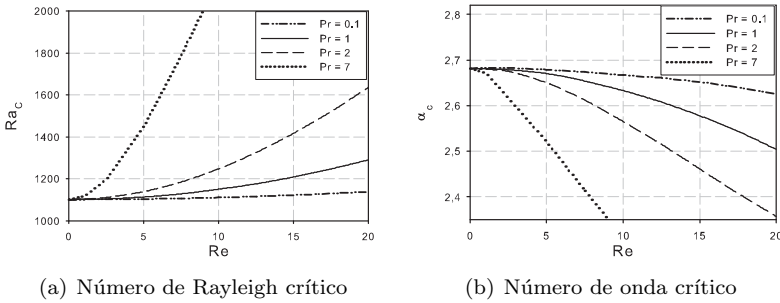 2000
1800
1600
1400
1200
1000
Ra_C
0 5 10 15 20
Re
Pr = 0.1
Pr = 1
Pr = 2
Pr = 7
(a) Número de Rayleigh crítico
2,8
2,7
2,6
2,5
2,4
α_c
0 5 10 15 20
Re
Pr = 0.1
Pr = 1
Pr = 2
Pr = 7
(b) Número de onda crítico